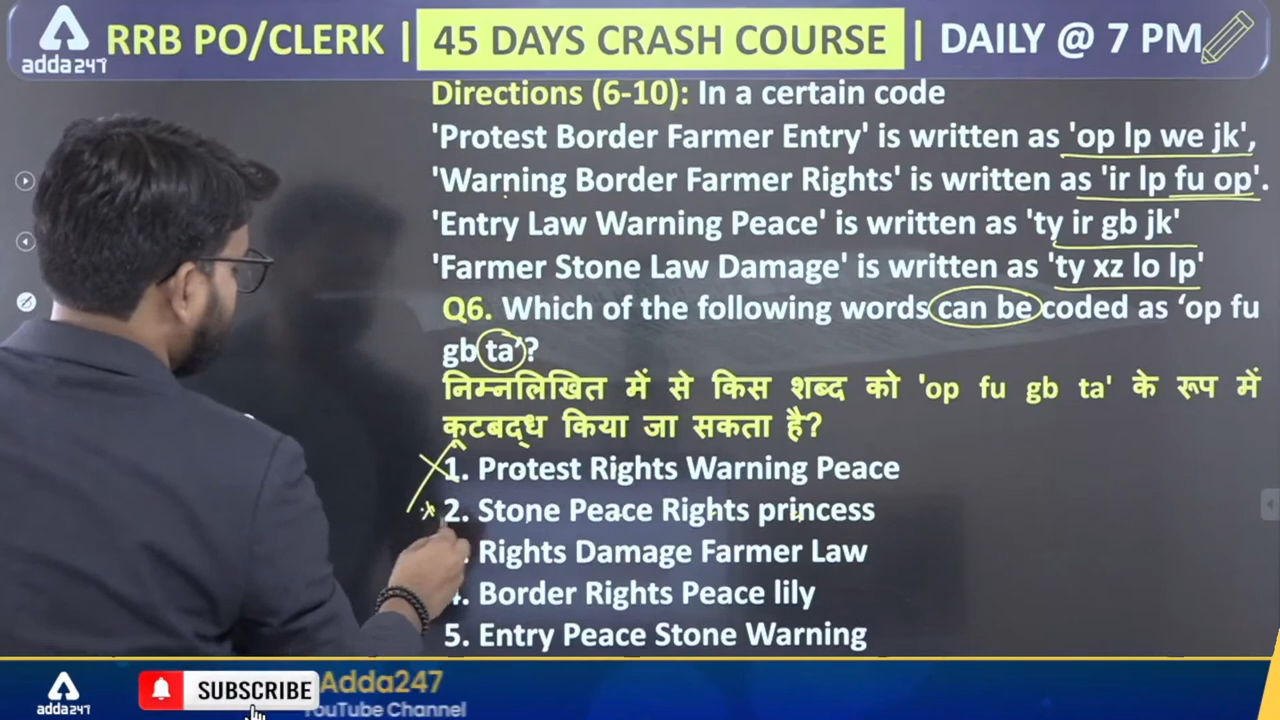 RRB PO/CLERK | 45 DAYS CRASH COURSE | DAILY @ 7 PM
adda247
Directions (6-10): In a certain code
'Protest Border Farmer Entry' is written as 'op lp we jk',
'Warning Border Farmer Rights' is written as 'ir lp fu op'.
'Entry Law Warning Peace' is written as 'ty ir gb jk'
'Farmer Stone Law Damage' is written as 'ty xz lo lp'
Q6. Which of the following words can be coded as ‘op fu
gb ta’?
निम्नलिखित में से किस शब्द को 'op fu gb ta' के रूप में
कूटबद्ध किया जा सकता है?
1. Protest Rights Warning Peace
2. Stone Peace Rights princess
Rights Damage Farmer Law
4. Border Rights Peace lily
5. Entry Peace Stone Warning
adda247
SUBSCRIBE
Adda247
YouTube Channel